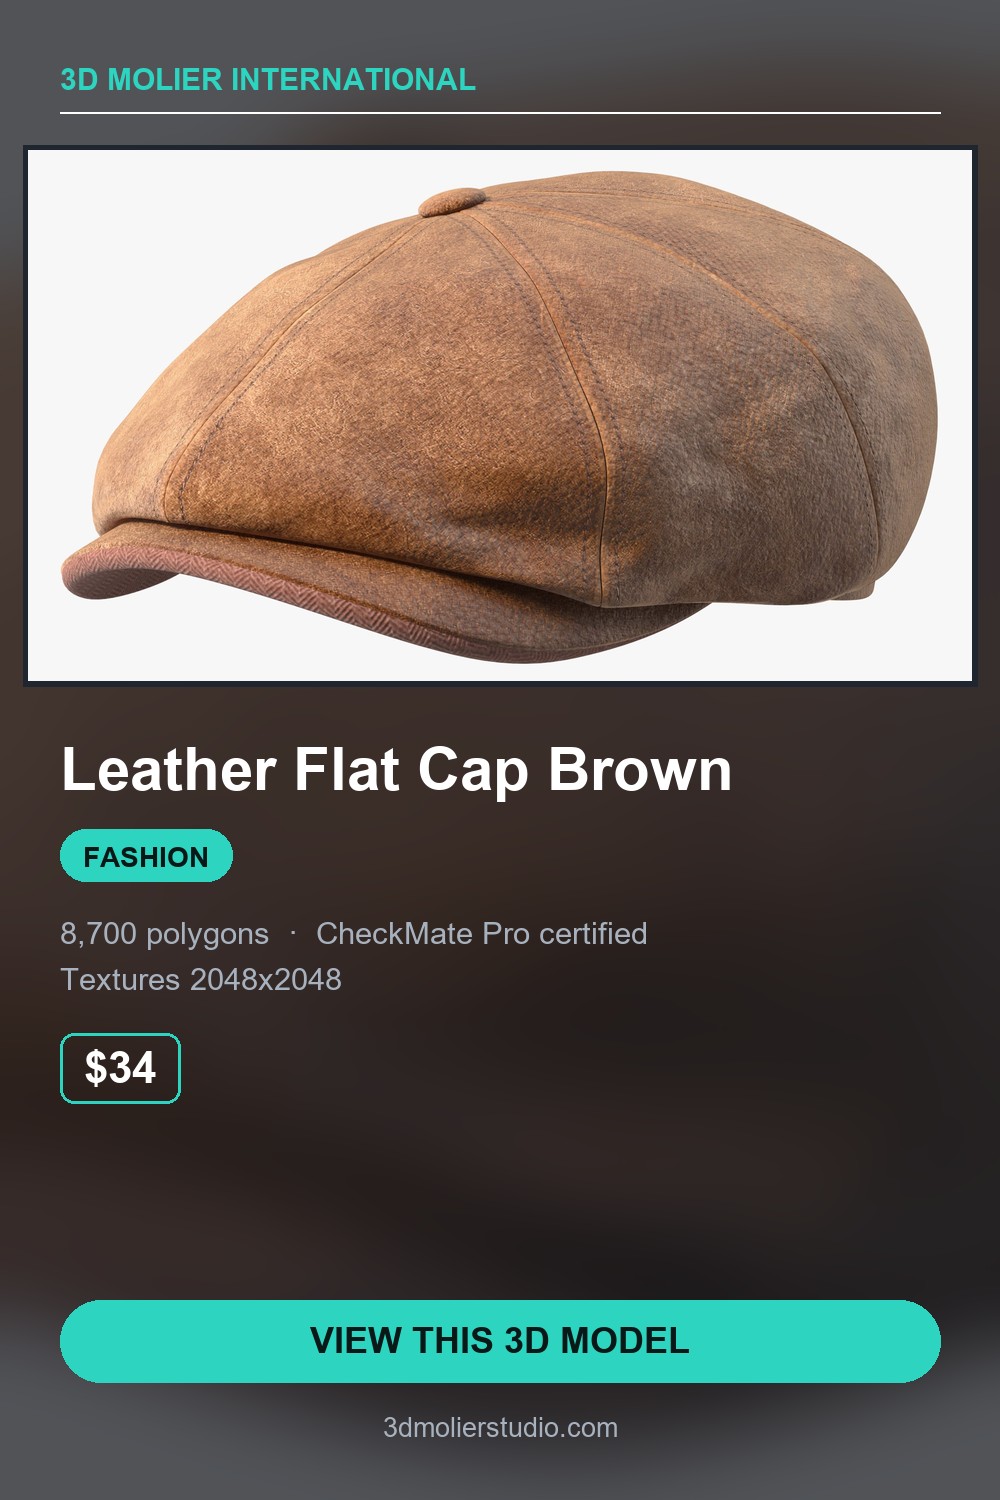 3D MOLIER INTERNATIONAL
Leather Flat Cap Brown
FASHION
8,700 polygons · CheckMate Pro certified
Textures 2048x2048
$34
VIEW THIS 3D MODEL
3dmolierstudio.com